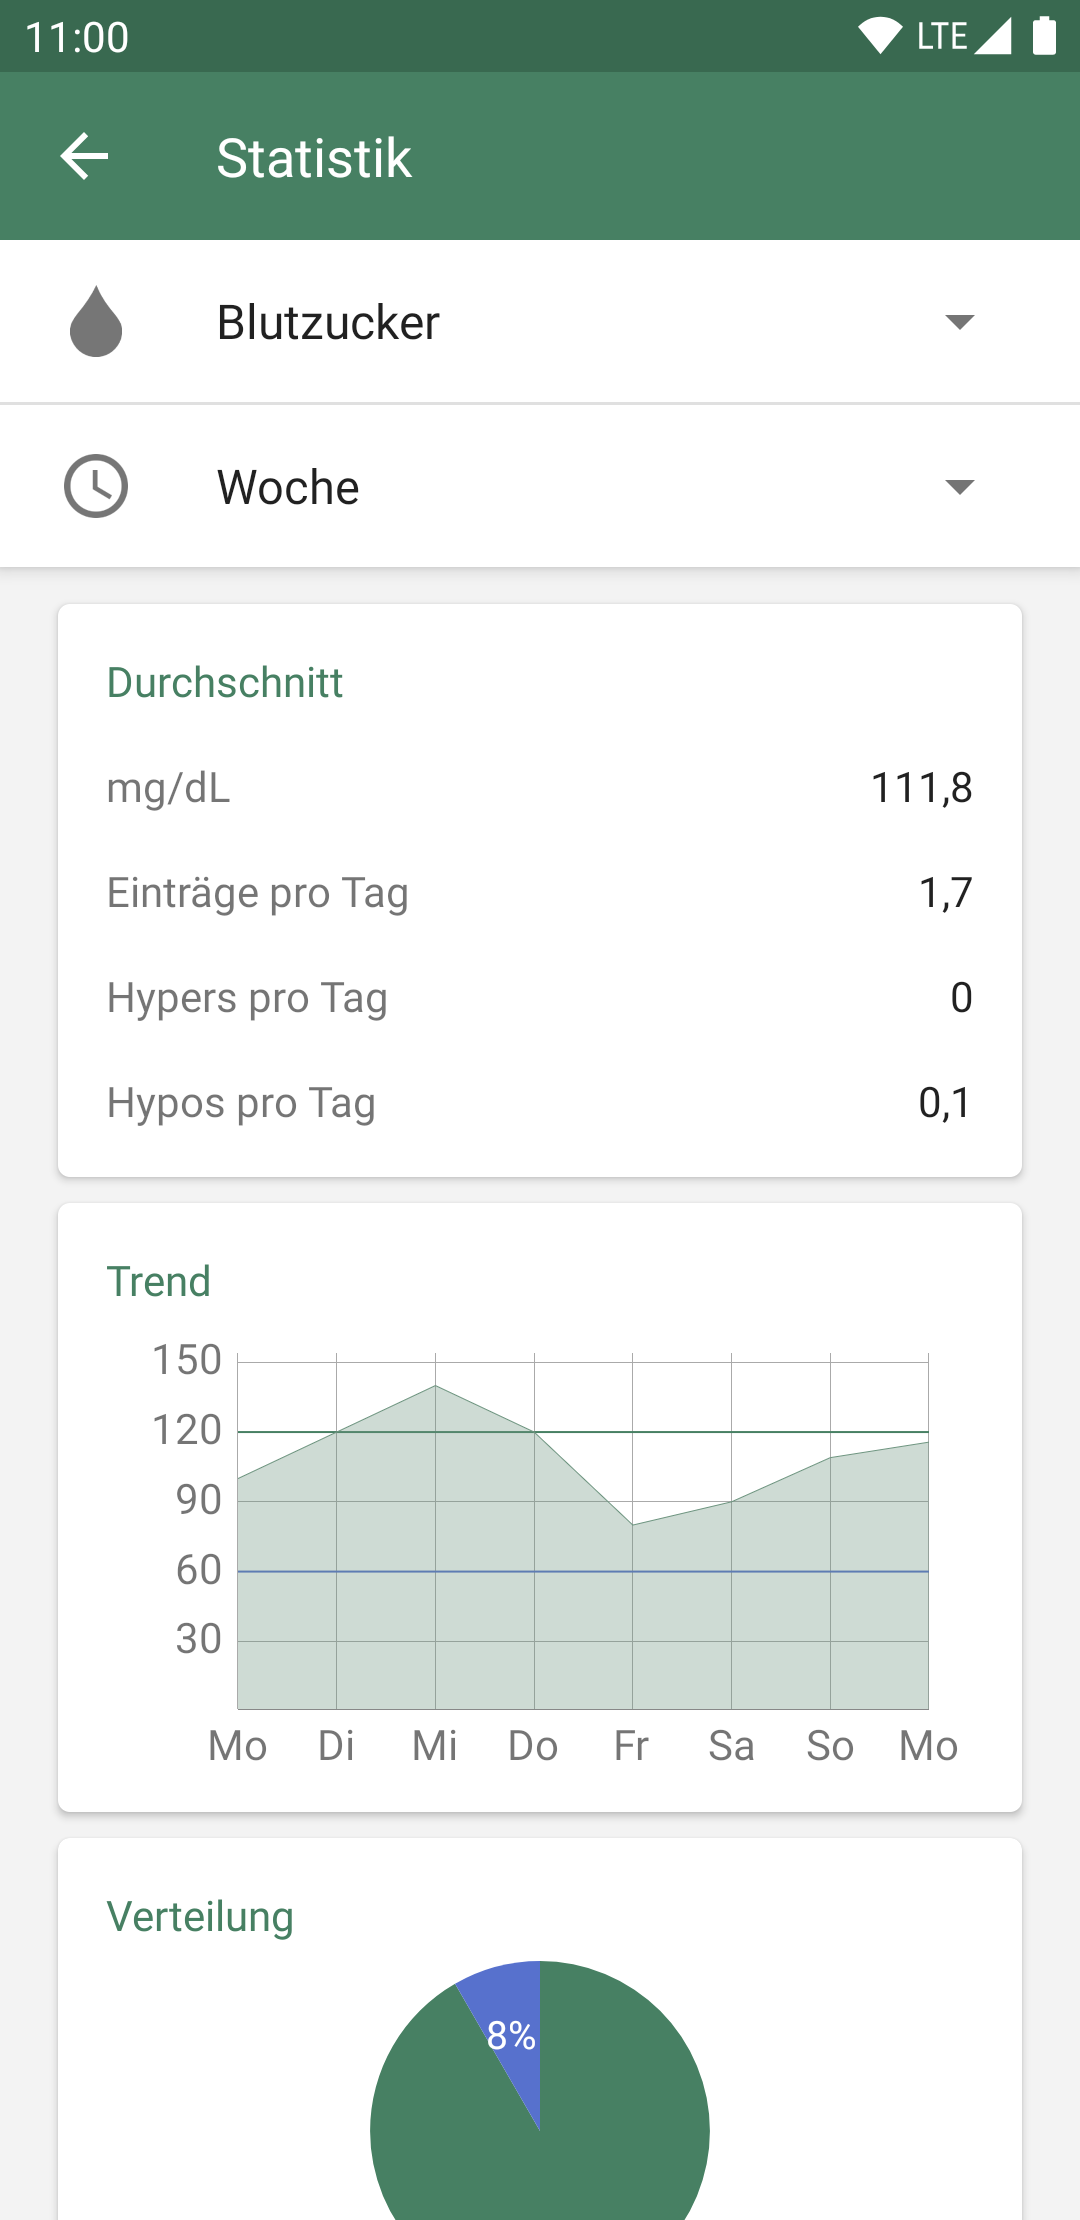 11:00 LTE
Statistik
Blutzucker
Woche
Durchschnitt
mg/dL 111,8
Einträge pro Tag 1,7
Hypers pro Tag 0
Hypos pro Tag 0,1
Trend
150
120
90
60
30
Mo Di Mi Do Fr Sa So Mo
Verteilung
8%